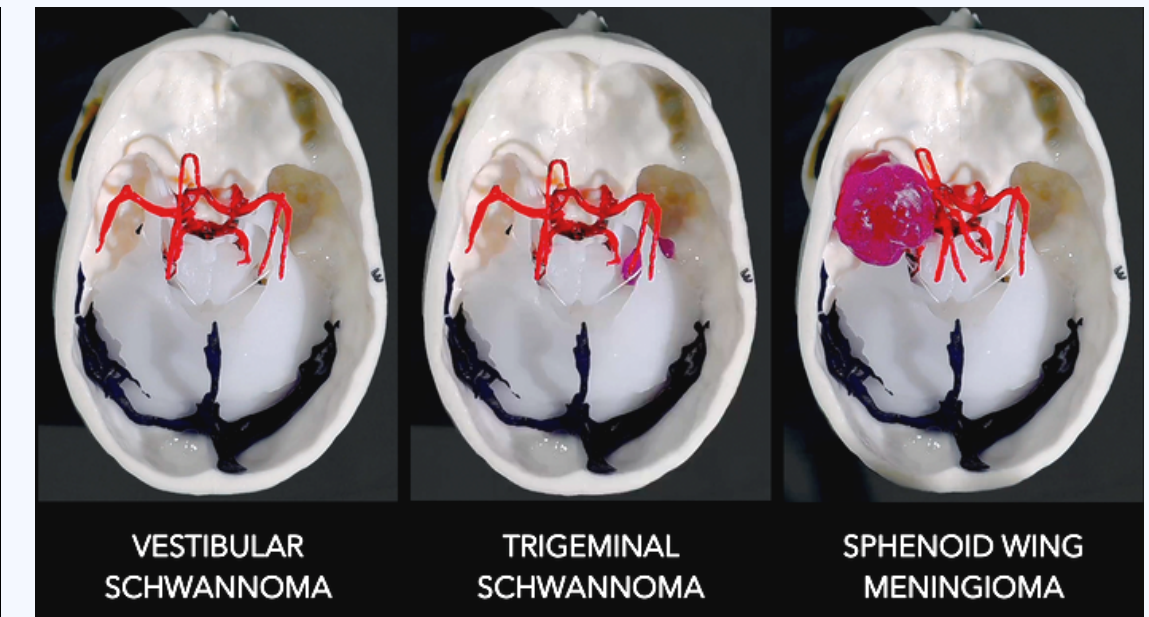 VESTIBULAR
SCHWANNOMA
TRIGEMINAL
SCHWANNOMA
SPHENOID WING
MENINGIOMA